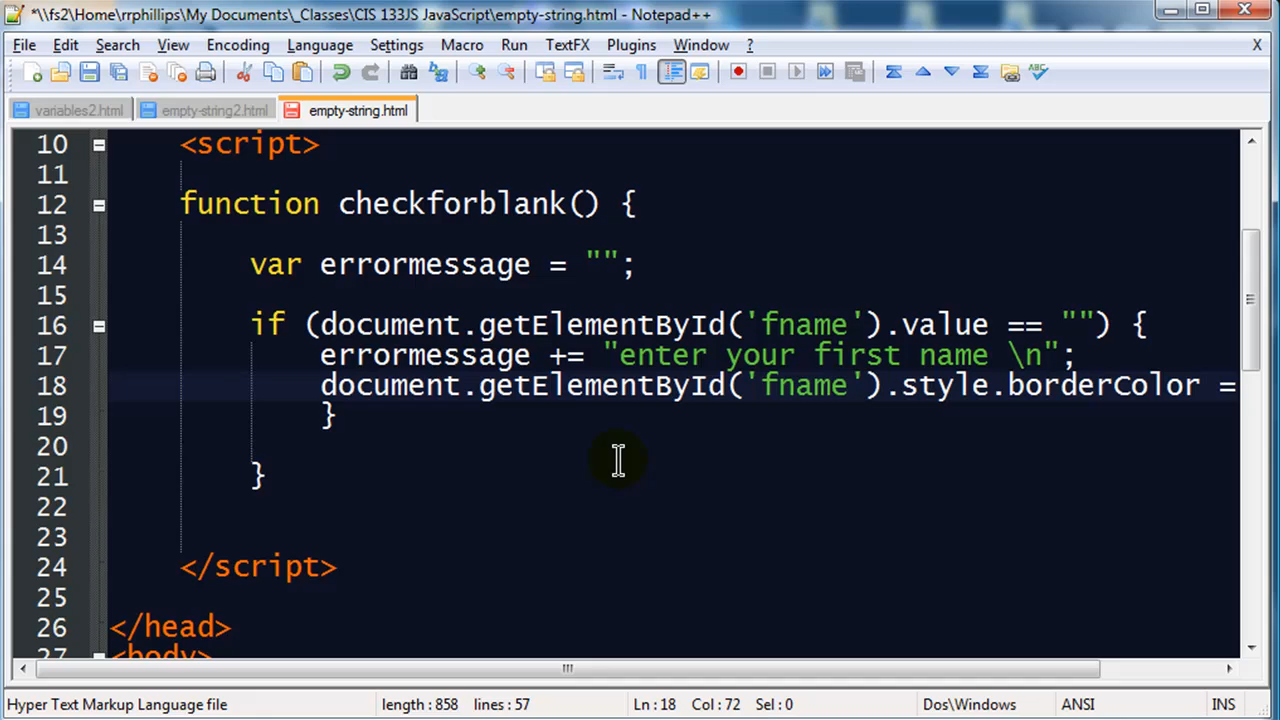 *\\fs2\Home\rrphillips\My Documents\_Classes\CIS 133JS JavaScript\empty-string.html - Notepad++
File Edit Search View Encoding Language Settings Macro Run TextFX Plugins Window ? X
variables2.html empty-string2.html empty-string.html
10 <script>
11
12 function checkforblank() {
13
14 var errormessage = "";
15
16 if (document.getElementById('fname').value == "") {
17 errormessage += "enter your first name \n";
18 document.getElementById('fname').style.borderColor =
19 }
20
21 }
22
23
24 </script>
25
26 </head>
27 <body>
Hyper Text Markup Language file length : 858 lines : 57 Ln : 18 Col : 72 Sel : 0 Dos\Windows ANSI INS